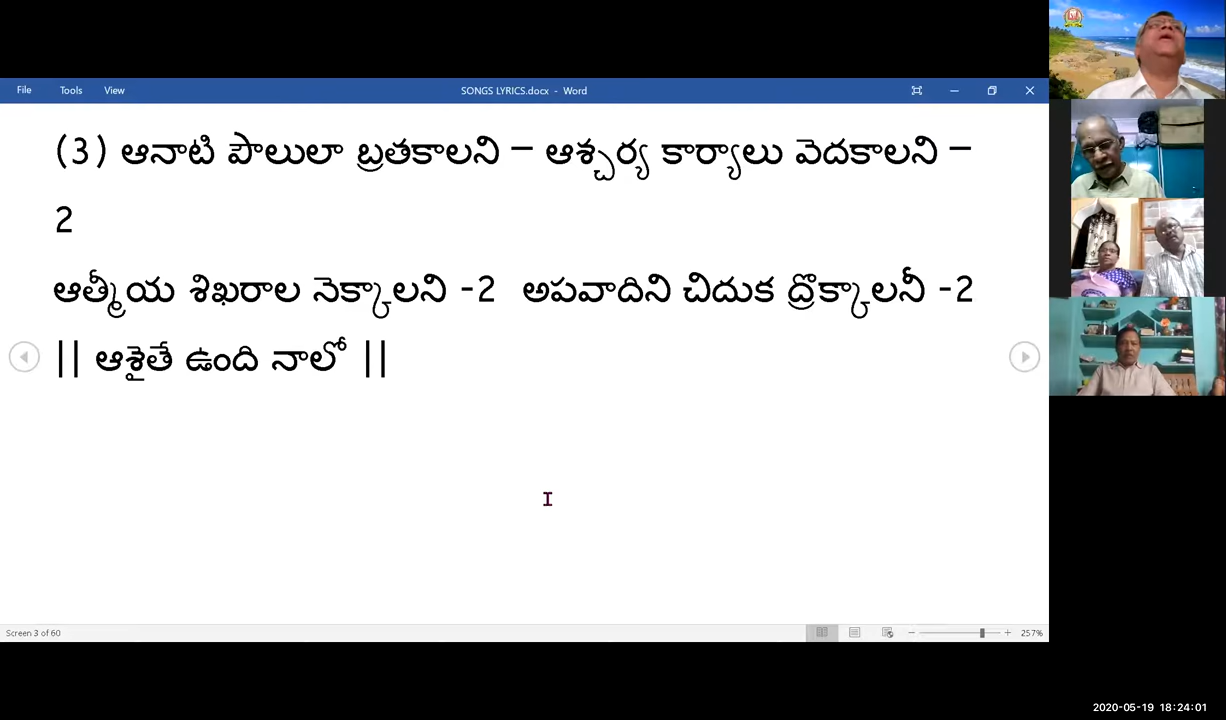 File Tools View SONGS LYRICS.docx - Word
(3) ఆనాటి పౌలులా బ్రతకాలని – ఆశ్చర్య కార్యాలు వెదకాలని –
2
ఆత్మీయ శిఖరాల నెక్కాలని -2 అపవాదిని చిదుక ద్రొక్కాలనీ -2
|| ఆశైతే ఉంది నాలో ||
Screen 3 of 60 257%
2020-05-19 18:24:01